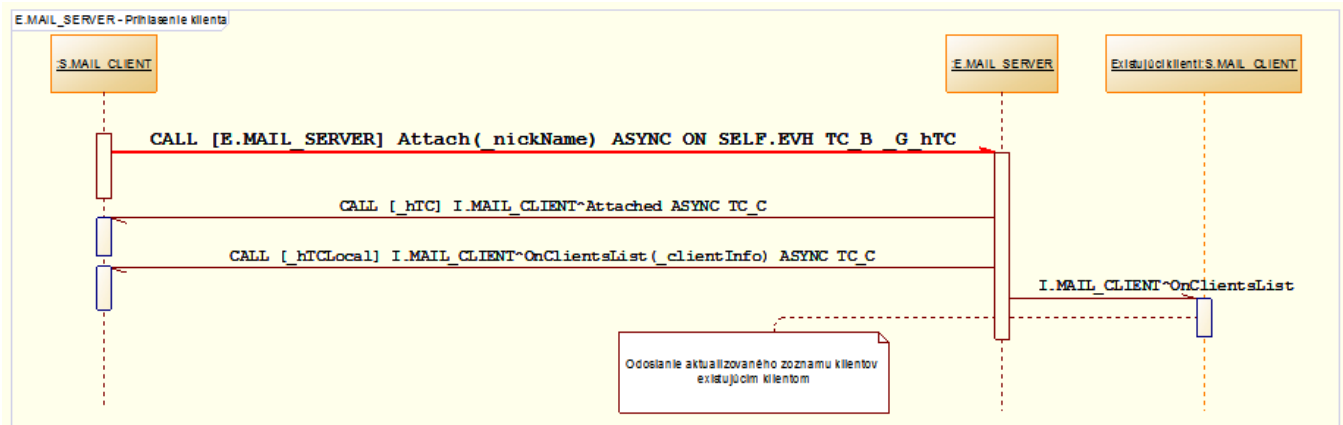 E.MAIL_SERVER - Prihlasenie klienta
:S.MAIL_CLIENT
:E.MAIL_SERVER
Existujúci klienti:S.MAIL_CLIENT
CALL [E.MAIL_SERVER] Attach(_nickName) ASYNC ON SELF.EVH TC_B _G_hTC
CALL [_hTC] I.MAIL_CLIENT^Attached ASYNC TC_C
CALL [_hTCLocal] I.MAIL_CLIENT^OnClientsList(_clientInfo) ASYNC TC_C
I.MAIL_CLIENT^OnClientsList
Odoslanie aktualizovaného zoznamu klientov
existujúcim klientom